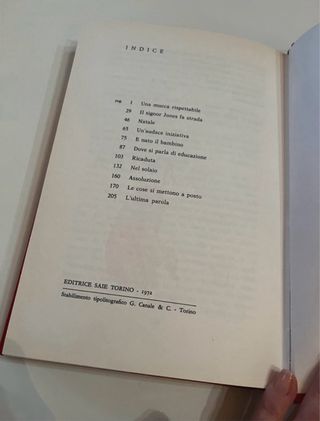 INDICE
pag. 1 Una mucca rispettabile
29 Il signor Jones fa strada
46 Natale
65 Un'audace iniziativa
75 È nato il bambino
87 Dove si parla di educazione
103 Ricaduta
132 Nel solaio
160 Assoluzione
170 Le cose si mettono a posto
205 L'ultima parola
EDITRICE SAIE TORINO - 1972
Stabilimento tipolitografico G. Canale & C. - Torino